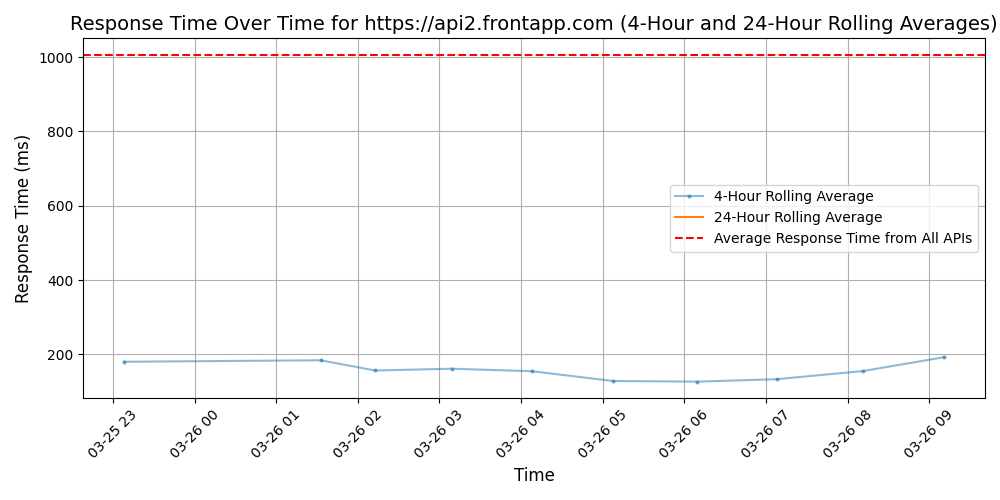 Response Time Over Time for https://api2.frontapp.com (4-Hour and 24-Hour Rolling Averages)
1000
800
600
400
200
Response Time (ms)
4-Hour Rolling Average
24-Hour Rolling Average
Average Response Time from All APIs
03-25 23
03-26 00
03-26 01
03-26 02
03-26 03
03-26 04
03-26 05
03-26 06
03-26 07
03-26 08
03-26 09
Time